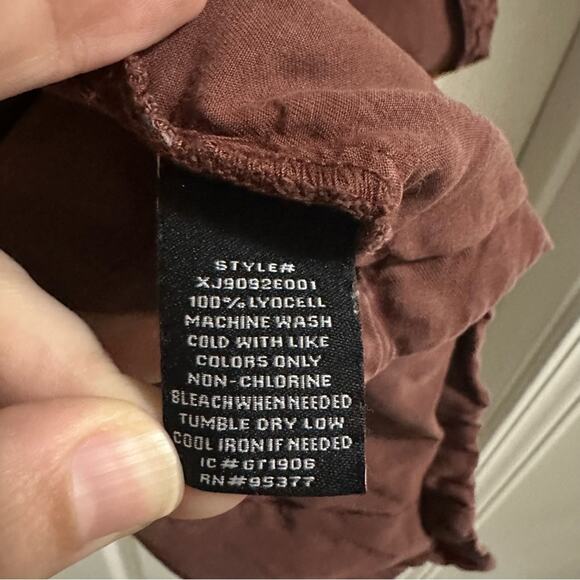 STYLE#
XJ9092E001
100% LYOCELL
MACHINE WASH
COLD WITH LIKE
COLORS ONLY
NON-CHLORINE
BLEACH WHEN NEEDED
TUMBLE DRY LOW
COOL IRON IF NEEDED
IC # GT1906
RN# 95377